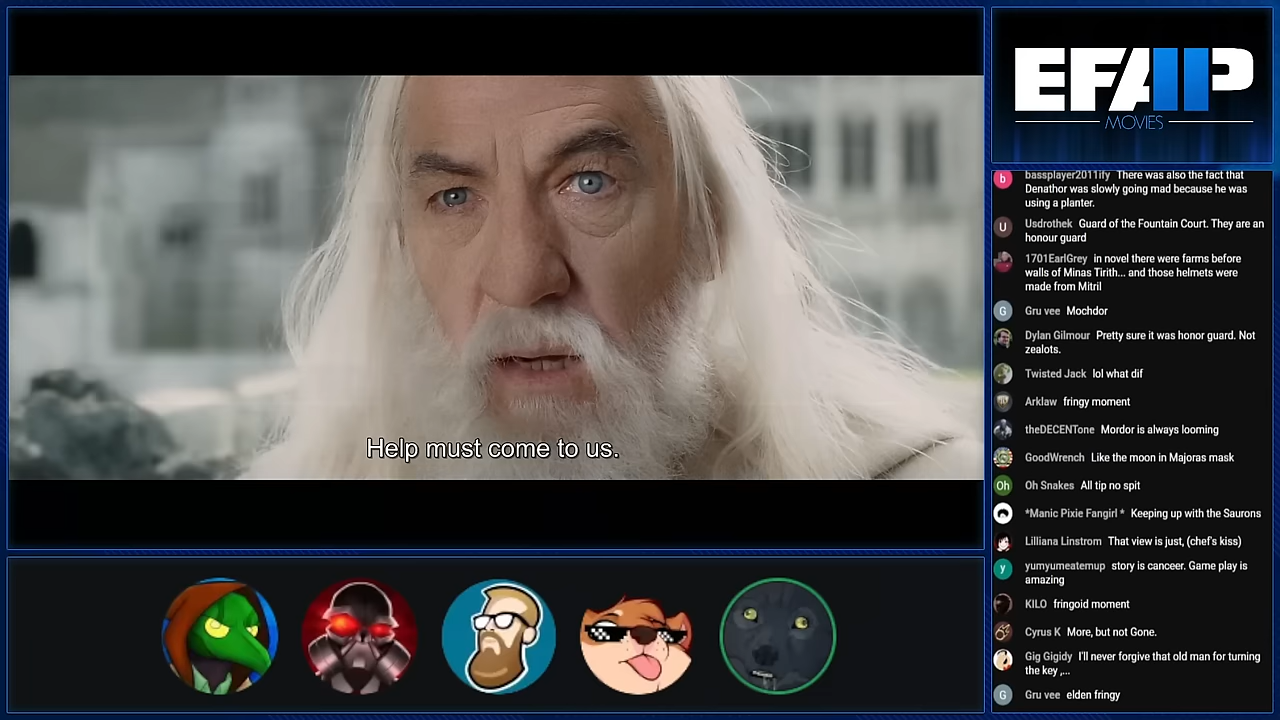 Help must come to us.
EFAP
MOVIES
b bassplayer2011ify There was also the fact that
Denathor was slowly going mad because he was
using a planter.
U Usdrothek Guard of the Fountain Court. They are an
honour guard
1701EarlGrey in novel there were farms before
walls of Minas Tirith... and those helmets were
made from Mitril
G Gru vee Mochdor
Dylan Gilmour Pretty sure it was honor guard. Not
zealots.
Twisted Jack lol what dif
Arklaw fringy moment
theDECENTone Mordor is always looming
GoodWrench Like the moon in Majoras mask
Oh Oh Snakes All tip no spit
*Manic Pixie Fangirl * Keeping up with the Saurons
Lilliana Linstrom That view is just, (chef's kiss)
y yumyumeatemup story is canceer. Game play is
amazing
KILO fringoid moment
Cyrus K More, but not Gone.
Gig Gigidy I'll never forgive that old man for turning
the key ,...
G Gru vee elden fringy